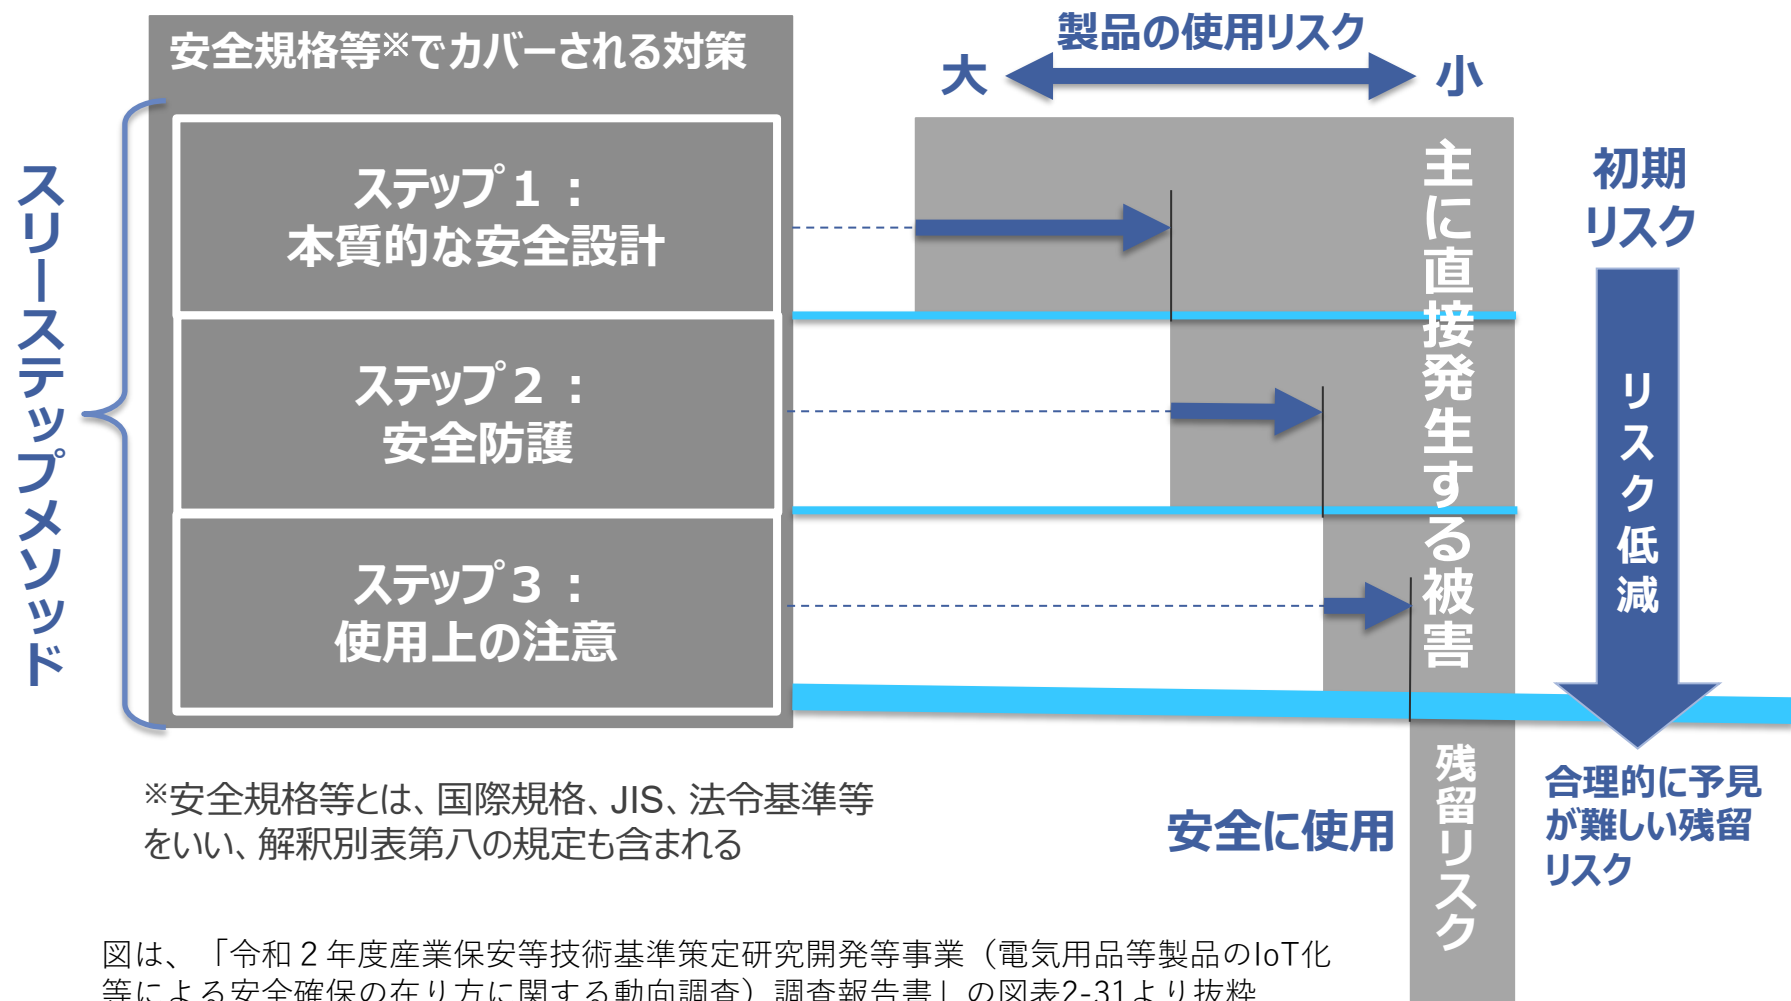 安全規格等※でカバーされる対策
製品の使用リスク
大
小
スリーステップメソッド
ステップ１：
本質的な安全設計
ステップ２：
安全防護
ステップ３：
使用上の注意
主に直接発生する被害
初期
リスク
リスク低減
残留リスク
安全に使用
合理的に予見
が難しい残留
リスク
※安全規格等とは、国際規格、JIS、法令基準等
をいい、解釈別表第八の規定も含まれる
図は、「令和２年度産業保安等技術基準策定研究開発等事業（電気用品等製品のIoT化
等による安全確保の在り方に関する動向調査）調査報告書」の図表2-31より抜粋